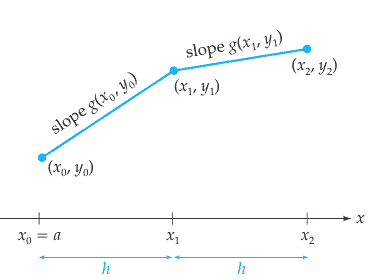 slope g(x₁, y₁)
(x₂, y₂)
slope g(x₀, y₀)
(x₁, y₁)
(x₀, y₀)
x
x₀ = a
x₁
x₂
h
h